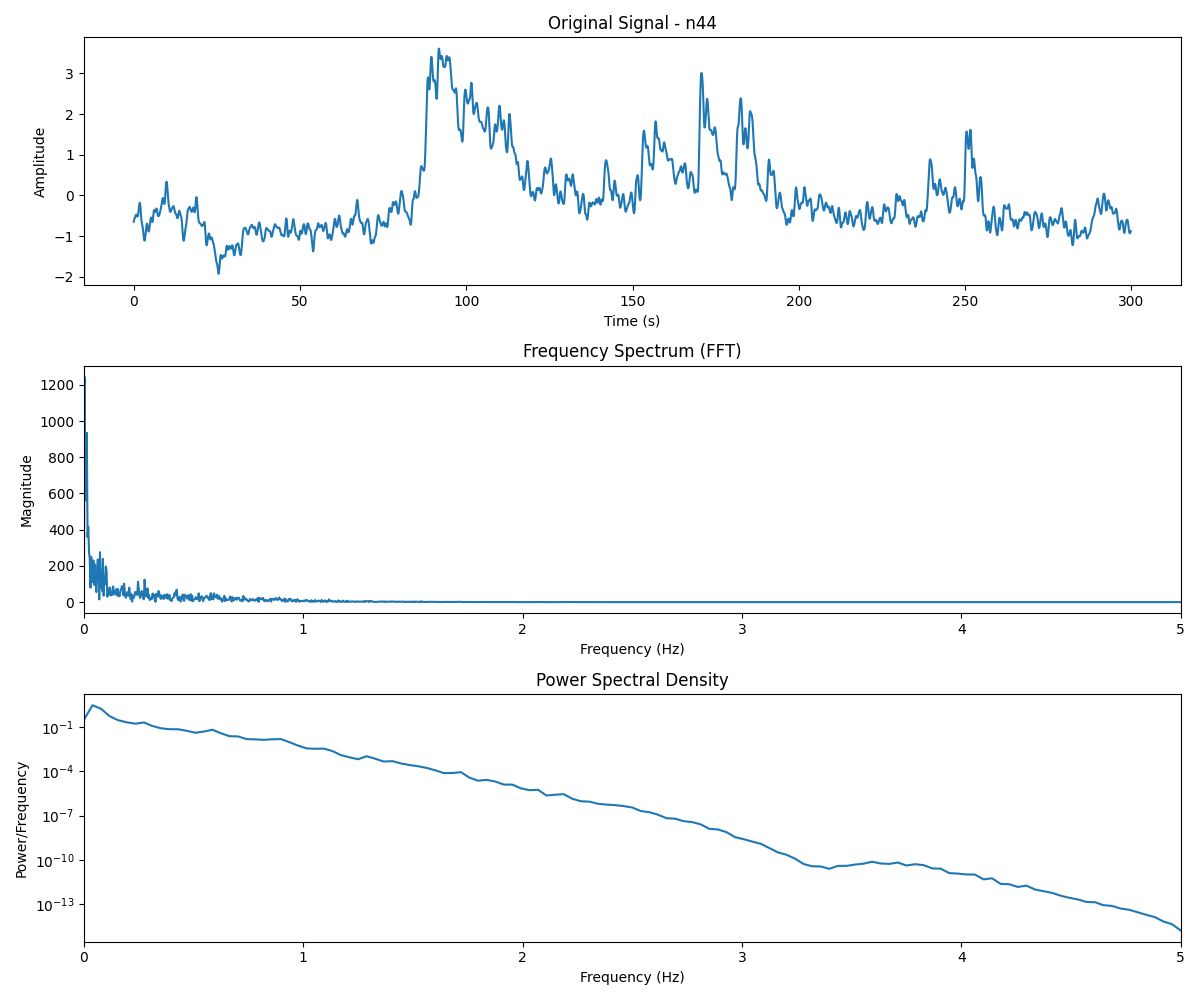 Original Signal - n44
3
2
1
0
−1
−2
Amplitude
0 50 100 150 200 250 300
Time (s)
Frequency Spectrum (FFT)
1200
1000
800
600
400
200
0
Magnitude
0 1 2 3 4 5
Frequency (Hz)
Power Spectral Density
10⁻¹
10⁻⁴
10⁻⁷
10⁻¹⁰
10⁻¹³
Power/Frequency
0 1 2 3 4 5
Frequency (Hz)